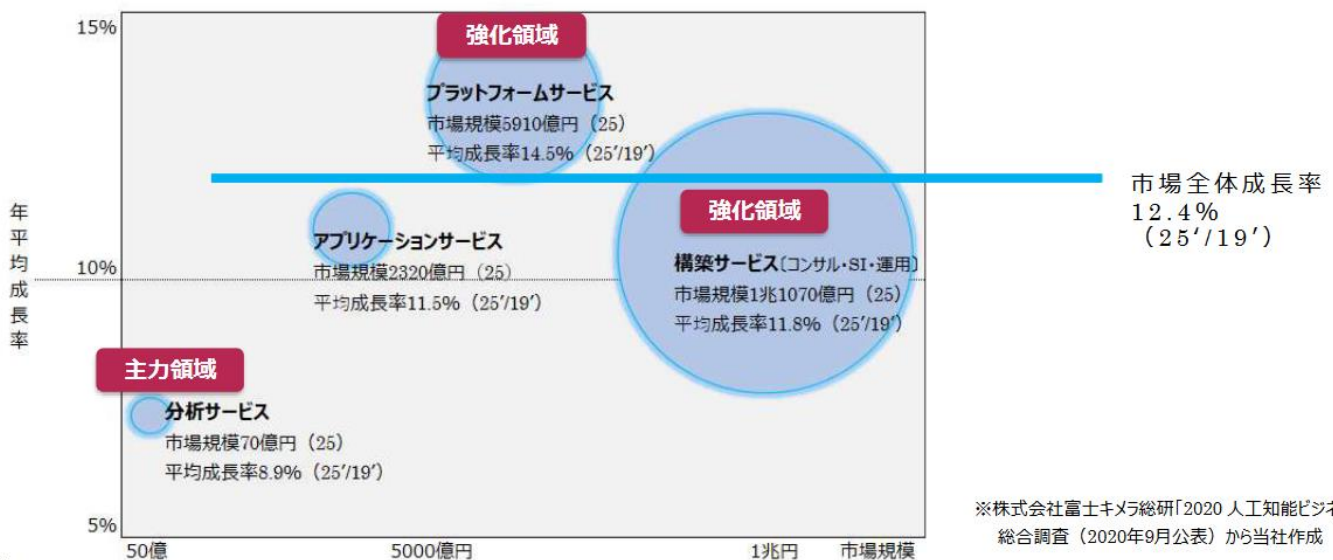 15%
強化領域
プラットフォームサービス
市場規模5910億円（25）
平均成長率14.5%（25’/19’）
市場全体成長率
12.4%
（25‘/19’）
年平均成長率
アプリケーションサービス
市場規模2320億円（25）
平均成長率11.5%（25’/19’）
強化領域
構築サービス〔コンサル・SI・運用〕
市場規模1兆1070億円（25）
平均成長率11.8%（25’/19’）
10%
主力領域
分析サービス
市場規模70億円（25）
平均成長率8.9%（25’/19’）
5%
50億
5000億円
1兆円
市場規模
※株式会社富士キメラ総研「2020 人工知能ビジネ
総合調査（2020年9月公表）から当社作成